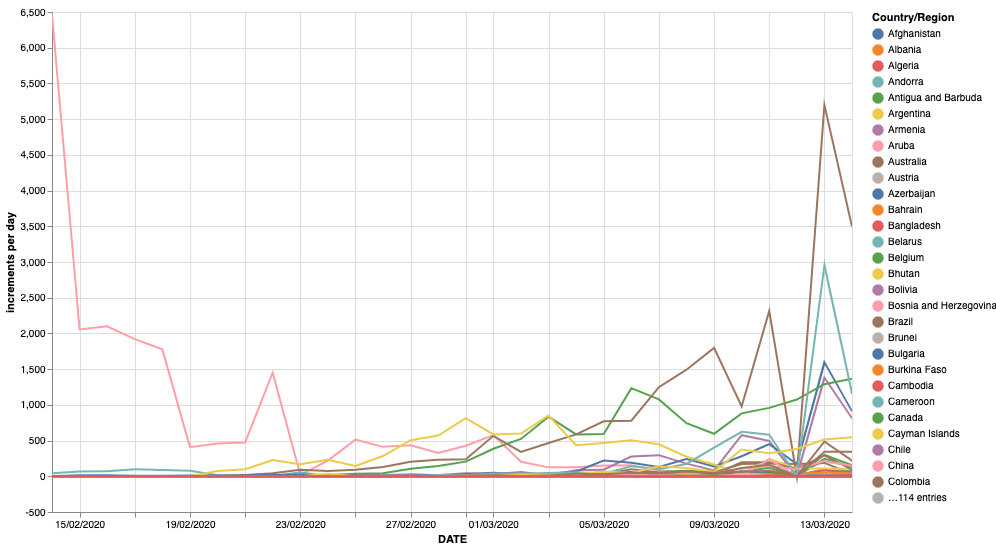 6,500
6,000
5,500
5,000
4,500
4,000
3,500
3,000
2,500
2,000
1,500
1,000
500
0
-500
increments per day
15/02/2020 19/02/2020 23/02/2020 27/02/2020 01/03/2020 05/03/2020 09/03/2020 13/03/2020
DATE
Country/Region
Afghanistan
Albania
Algeria
Andorra
Antigua and Barbuda
Argentina
Armenia
Aruba
Australia
Austria
Azerbaijan
Bahrain
Bangladesh
Belarus
Belgium
Bhutan
Bolivia
Bosnia and Herzegovina
Brazil
Brunei
Bulgaria
Burkina Faso
Cambodia
Cameroon
Canada
Cayman Islands
Chile
China
Colombia
…114 entries